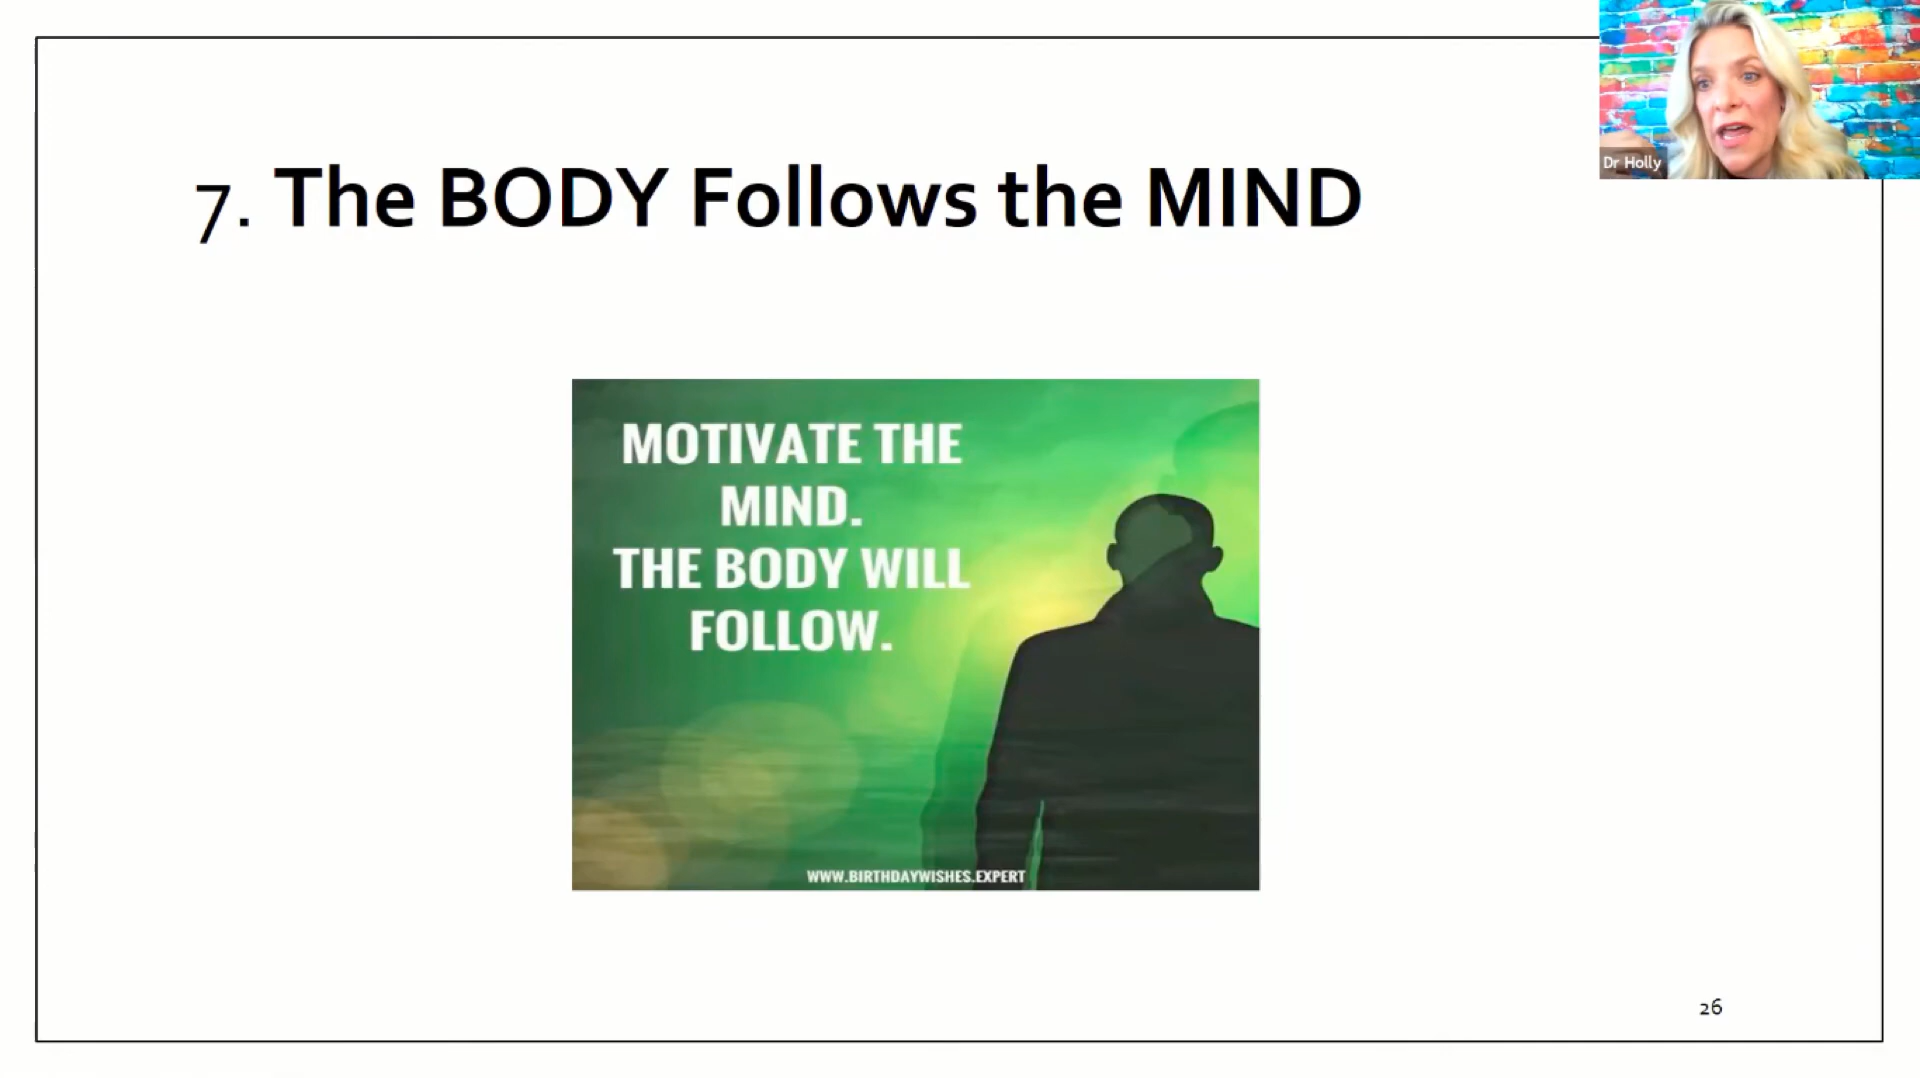 Dr Holly
7. The BODY Follows the MIND
MOTIVATE THE
MIND.
THE BODY WILL
FOLLOW.
WWW.BIRTHDAYWISHES.EXPERT
26